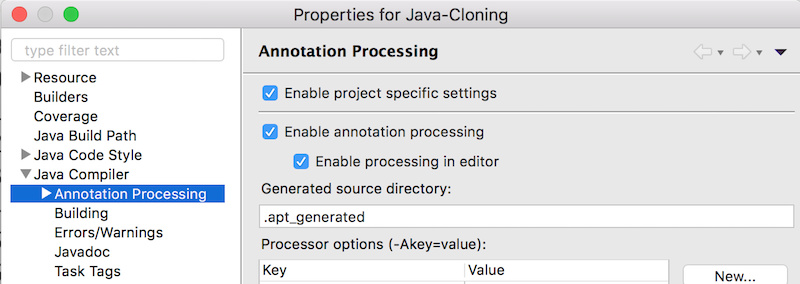 Properties for Java-Cloning
type filter text
Resource
Builders
Coverage
Java Build Path
Java Code Style
Java Compiler
Annotation Processing
Building
Errors/Warnings
Javadoc
Task Tags
Annotation Processing
Enable project specific settings
Enable annotation processing
Enable processing in editor
Generated source directory:
.apt_generated
Processor options (-Akey=value):
Key Value
New...